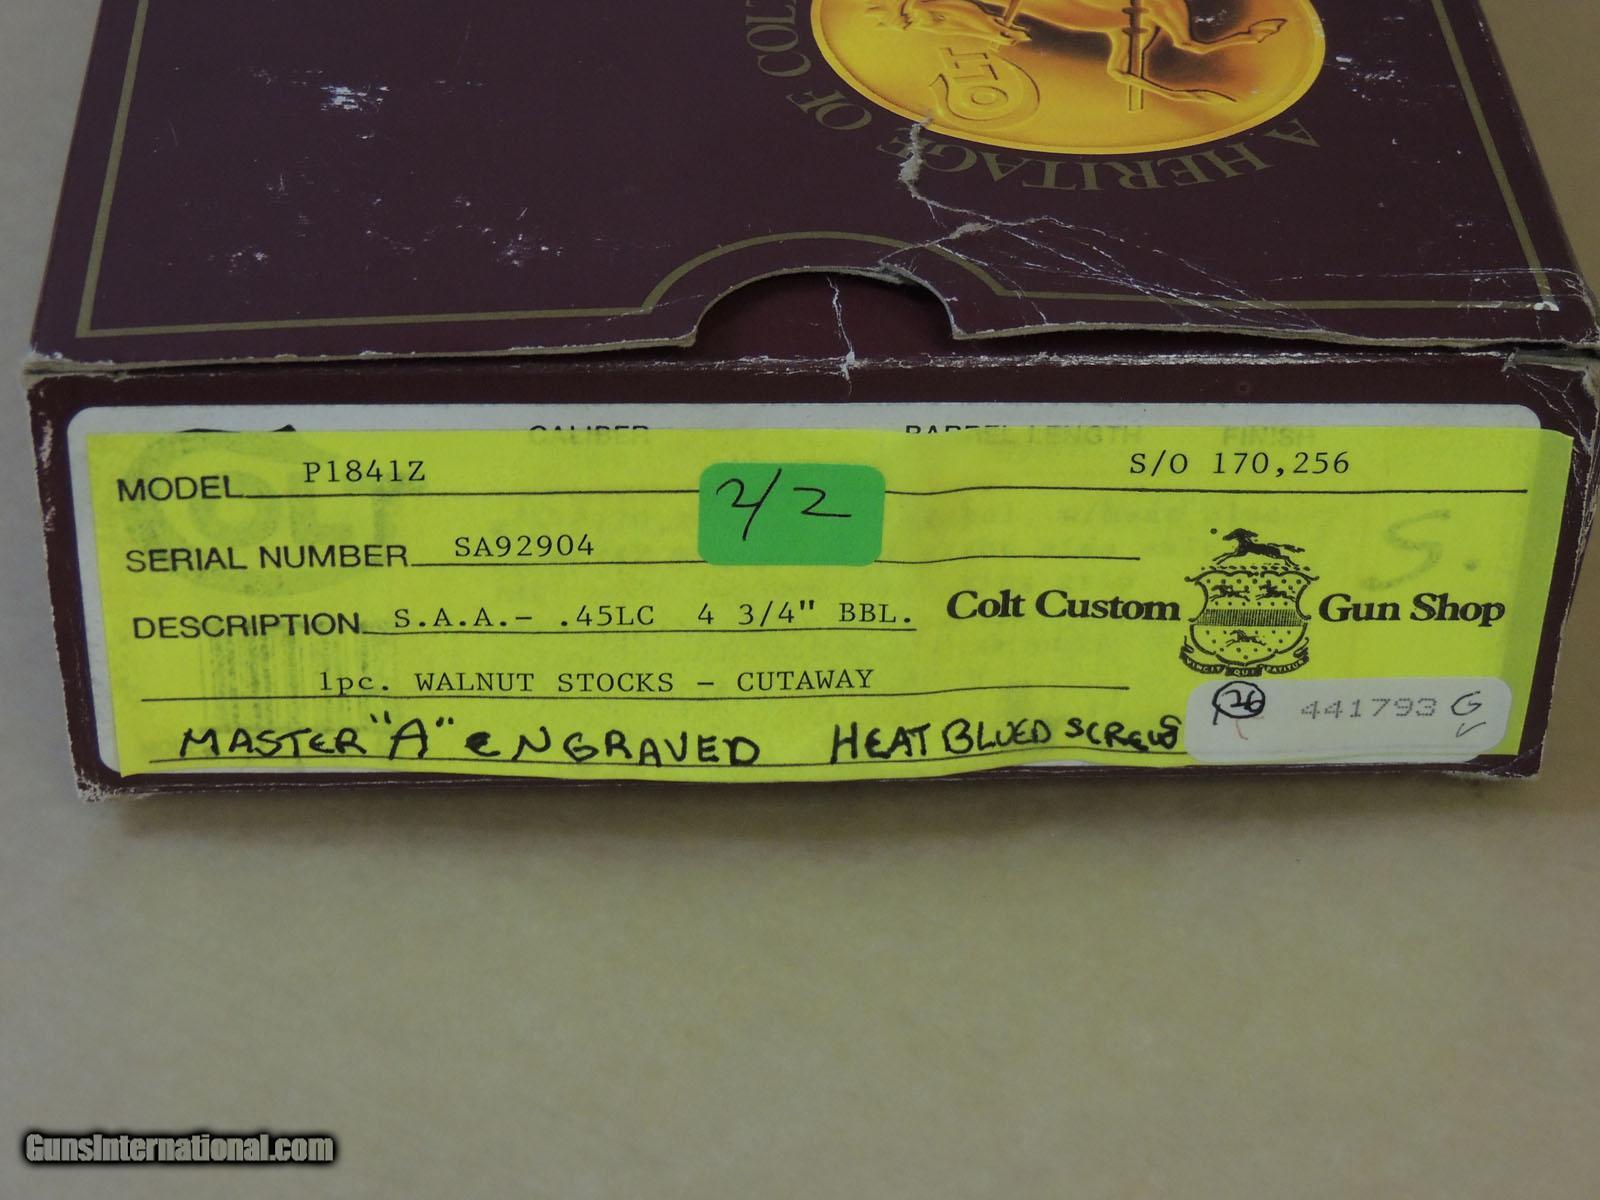 A HERITAGE OF COLT
COLT
CALIBER BARREL LENGTH FINISH
MODEL P1841Z S/O 170,256
2/2
SERIAL NUMBER SA92904
S.
DESCRIPTION S.A.A.- .45LC 4 3/4" BBL.
Colt Custom Gun Shop
1pc. WALNUT STOCKS - CUTAWAY
26 441793 G
MASTER "A" ENGRAVED HEAT BLUED SCREWS
GunsInternational.com